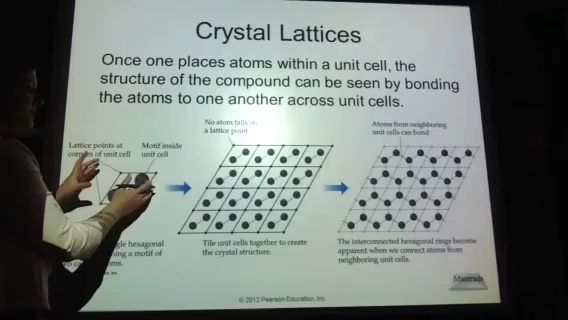 Crystal Lattices
Once one places atoms within a unit cell, the
structure of the compound can be seen by bonding
the atoms to one another across unit cells.
Lattice points at
corners of unit cell
Motif inside
unit cell
No atom falls on
a lattice point
Atoms from neighboring
unit cells can bond
hexagonal
a motif of
Tile unit cells together to create
the crystal structure.
The interconnected hexagonal rings become
apparent when we connect atoms from
neighboring unit cells.
Materials
© 2012 Pearson Education, Inc.